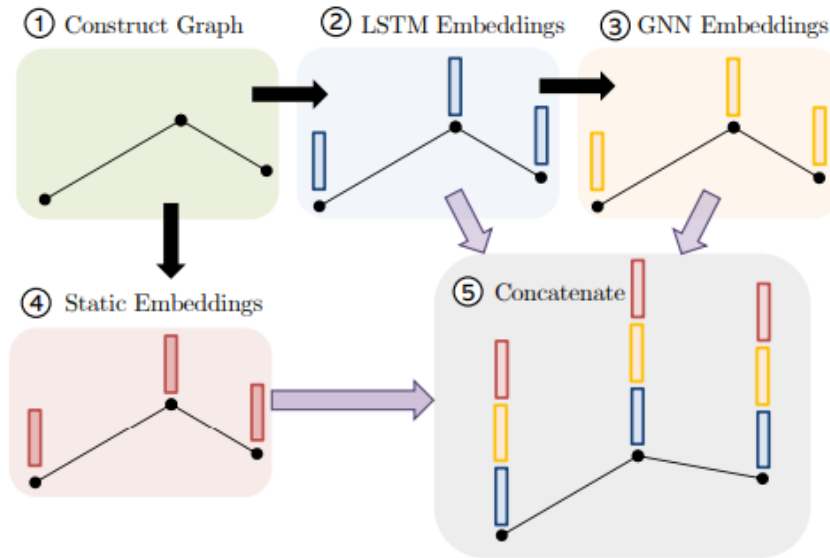 ① Construct Graph
② LSTM Embeddings
③ GNN Embeddings
④ Static Embeddings
⑤ Concatenate